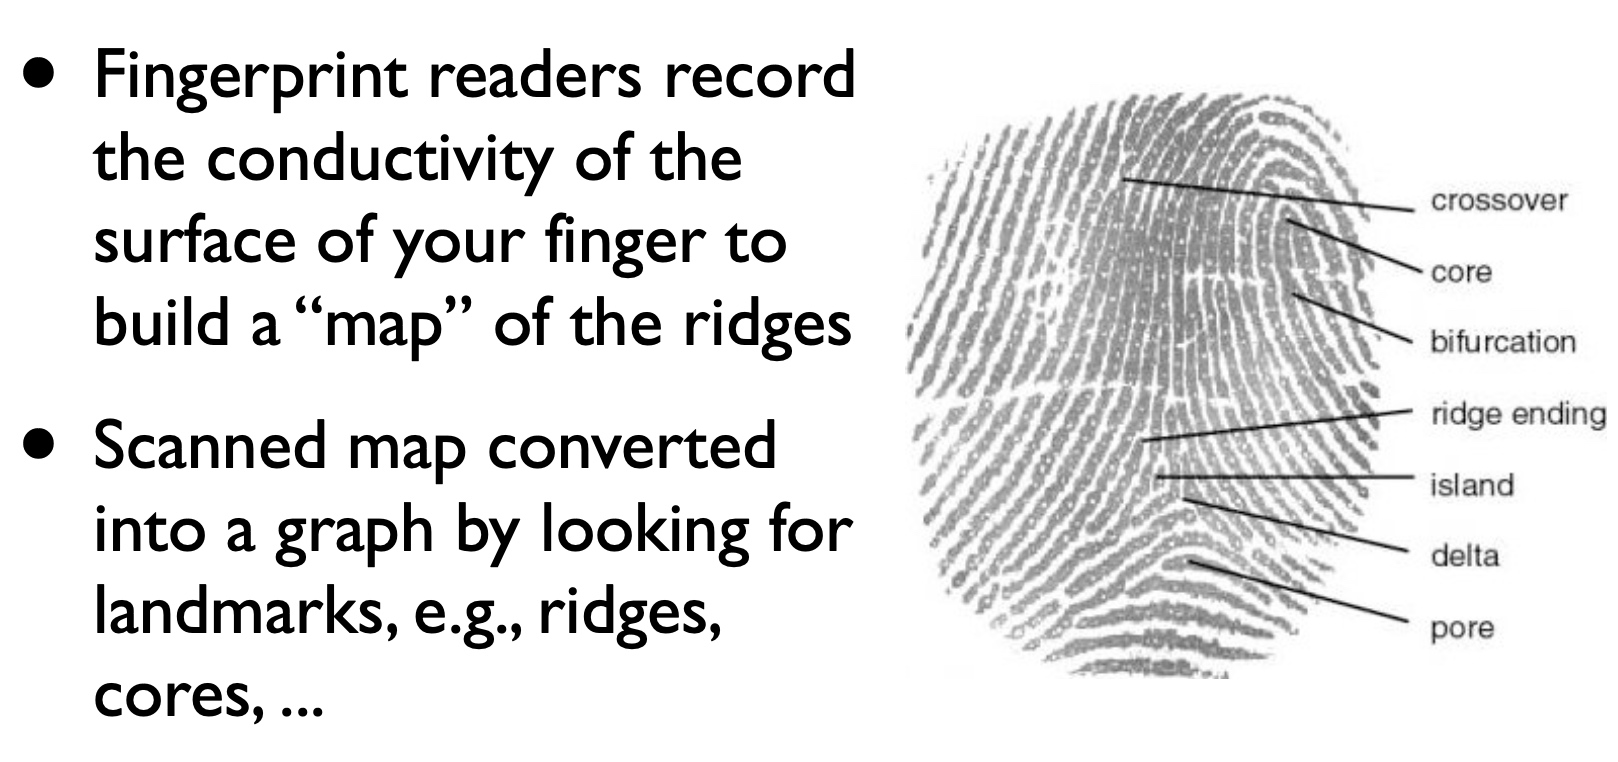 • Fingerprint readers record
the conductivity of the
surface of your finger to
build a “map” of the ridges
• Scanned map converted
into a graph by looking for
landmarks, e.g., ridges,
cores, ...
crossover
core
bifurcation
ridge ending
island
delta
pore